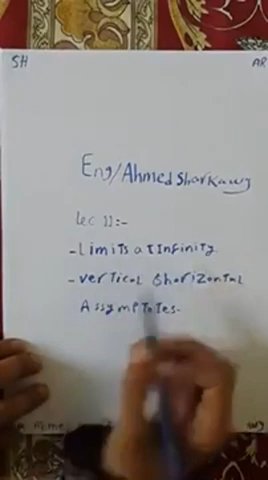 SH
AR
Eng/Ahmed Sharkawy
Lec 11:-
- Limits at Infinity
- vertical & horizontal
Assymptotes.